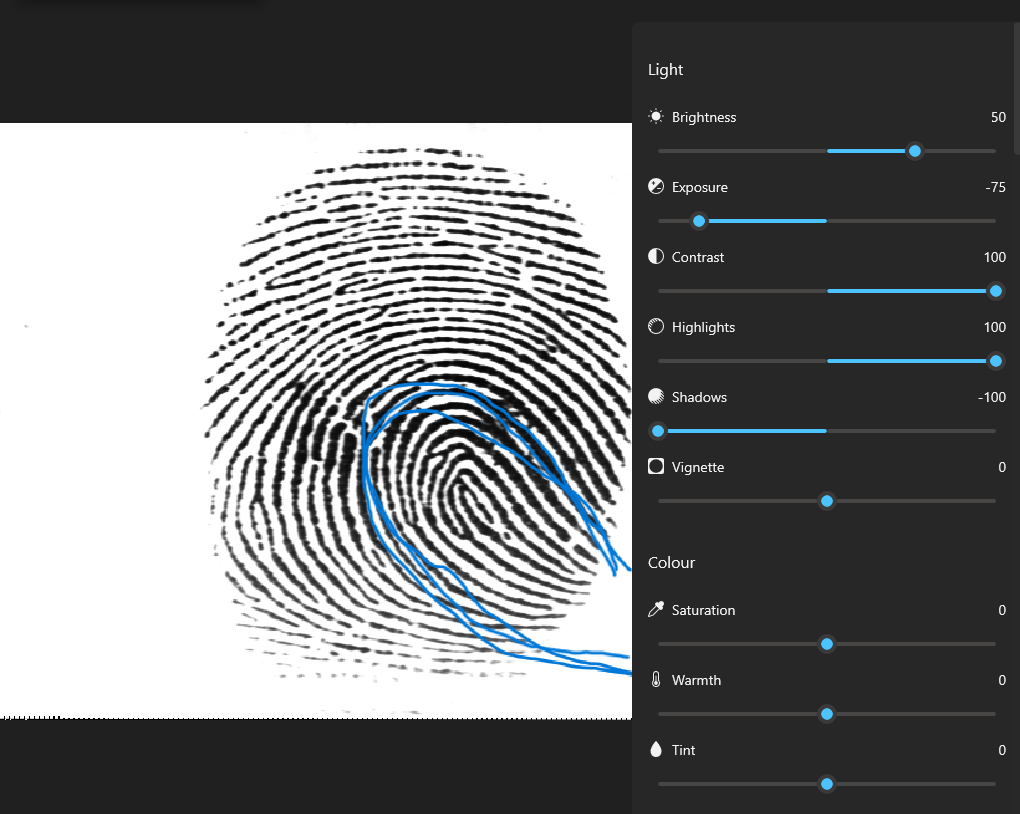 Light
Brightness 50
Exposure -75
Contrast 100
Highlights 100
Shadows -100
Vignette 0
Colour
Saturation 0
Warmth 0
Tint 0